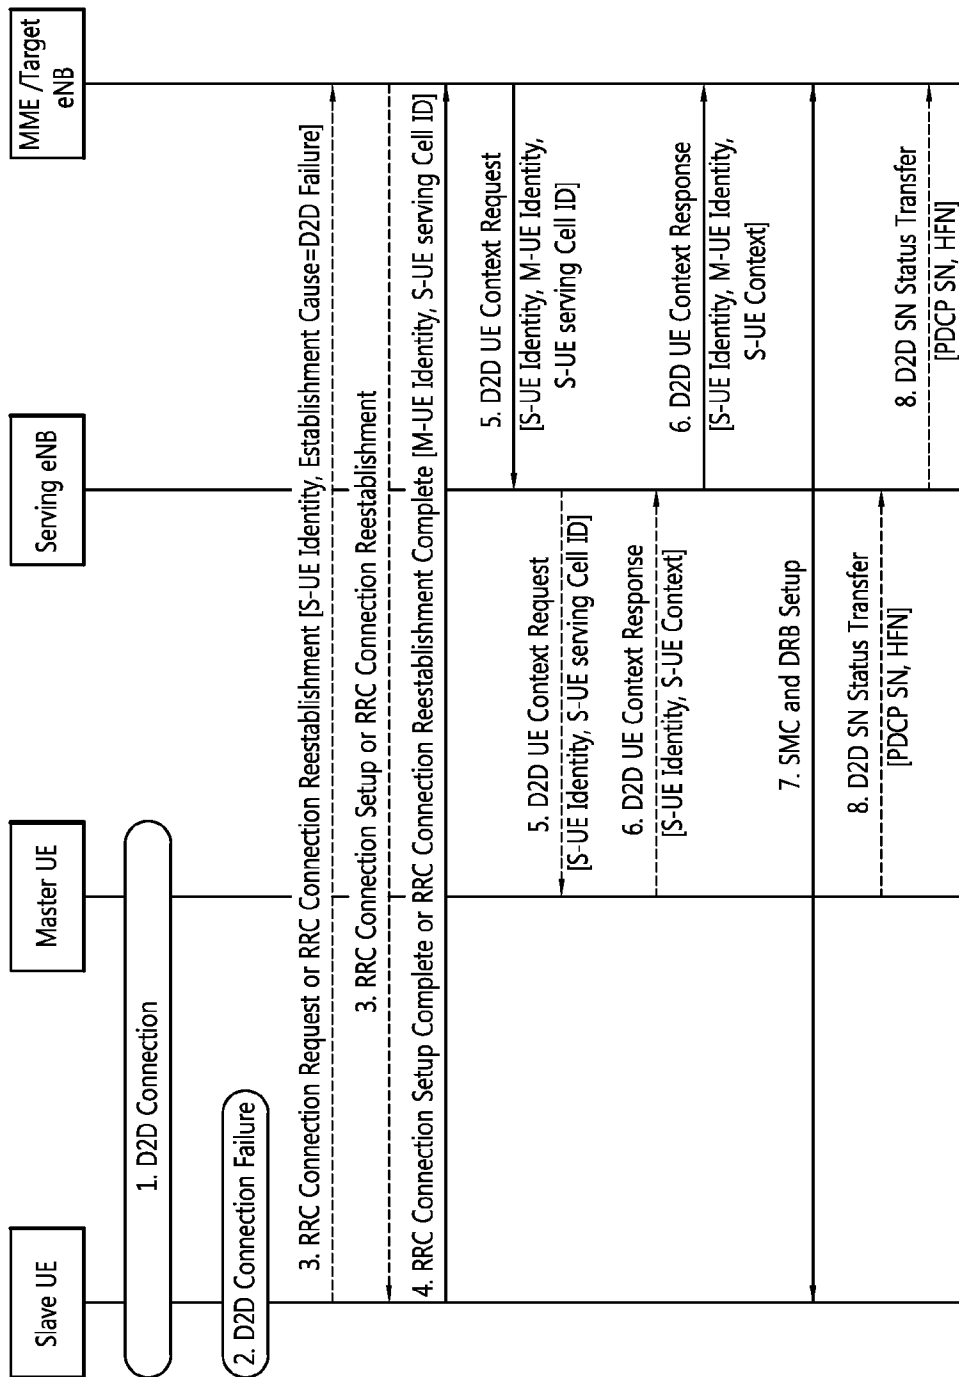 Slave UE
Master UE
Serving eNB
MME /Target
eNB
1. D2D Connection
2. D2D Connection Failure
3. RRC Connection Request or RRC Connection Reestablishment [S-UE Identity, Establishment Cause=D2D Failure]
3. RRC Connection Setup or RRC Connection Reestablishment
4. RRC Connection Setup Complete or RRC Connection Reestablishment Complete [M-UE Identity, S-UE serving Cell ID]
5. D2D UE Context Request
[S-UE Identity, M-UE Identity,
S-UE serving Cell ID]
5. D2D UE Context Request
[S-UE Identity, S-UE serving Cell ID]
6. D2D UE Context Response
[S-UE Identity, S-UE Context]
6. D2D UE Context Response
[S-UE Identity, M-UE Identity,
S-UE Context]
7. SMC and DRB Setup
8. D2D SN Status Transfer
[PDCP SN, HFN]
8. D2D SN Status Transfer
[PDCP SN, HFN]